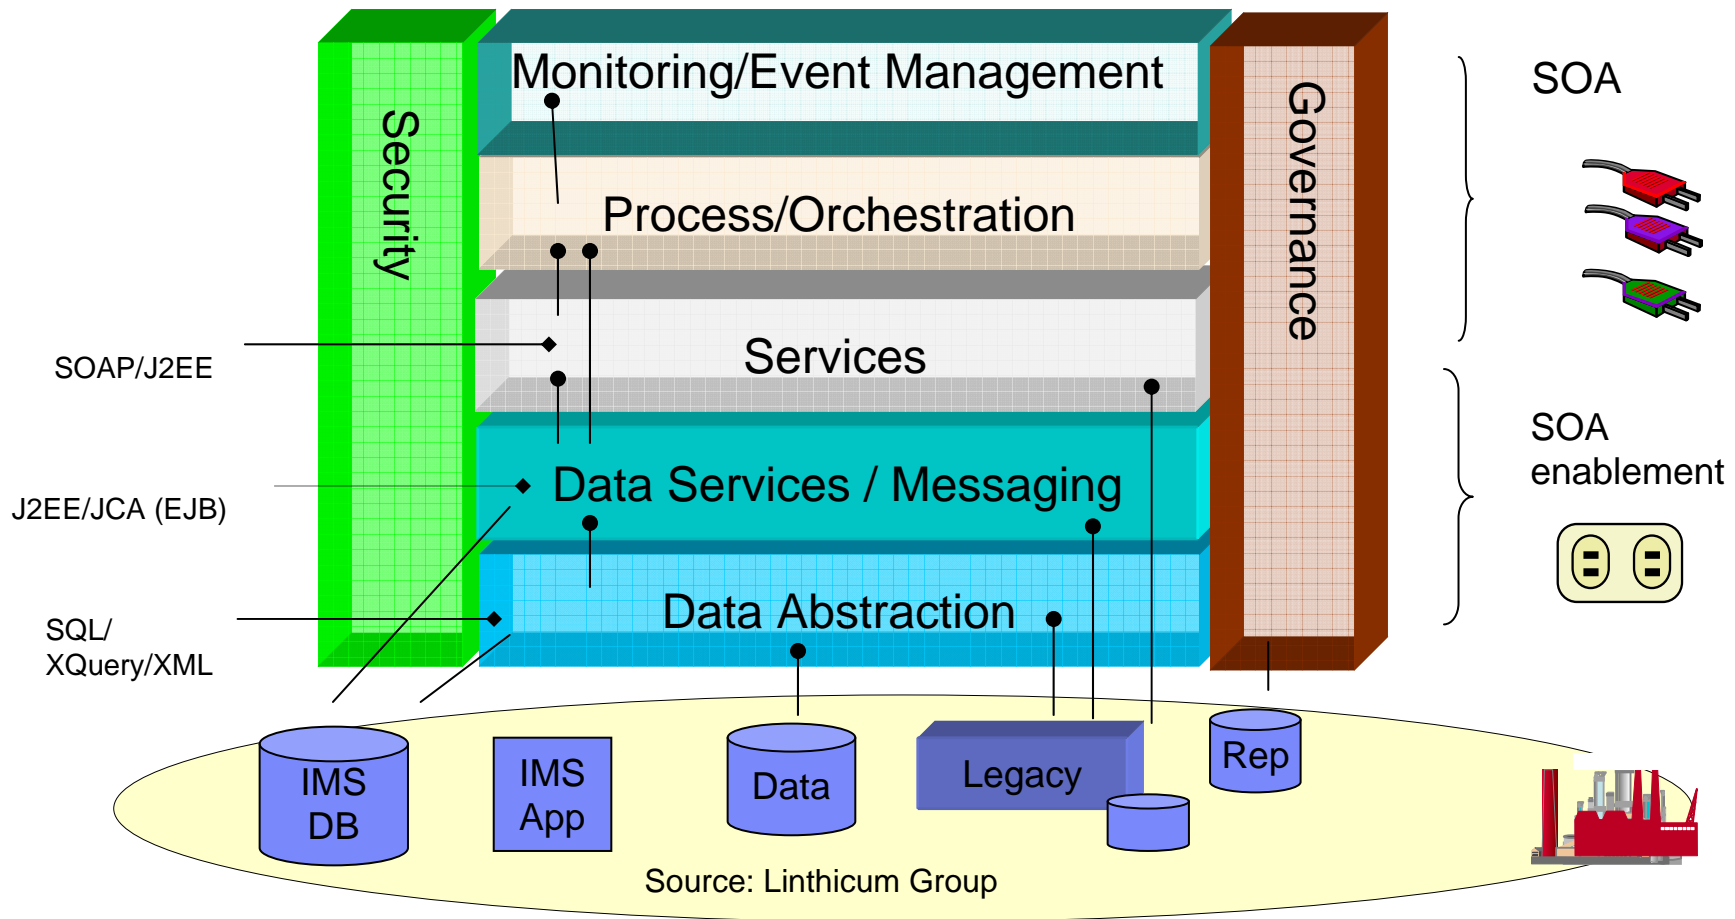 Monitoring/Event Management
Security
Governance
SOA
Process/Orchestration
Services
SOAP/J2EE
SOA
enablement
Data Services / Messaging
J2EE/JCA (EJB)
Data Abstraction
SQL/
XQuery/XML
IMS
DB
IMS
App
Data
Legacy
Rep
Source: Linthicum Group